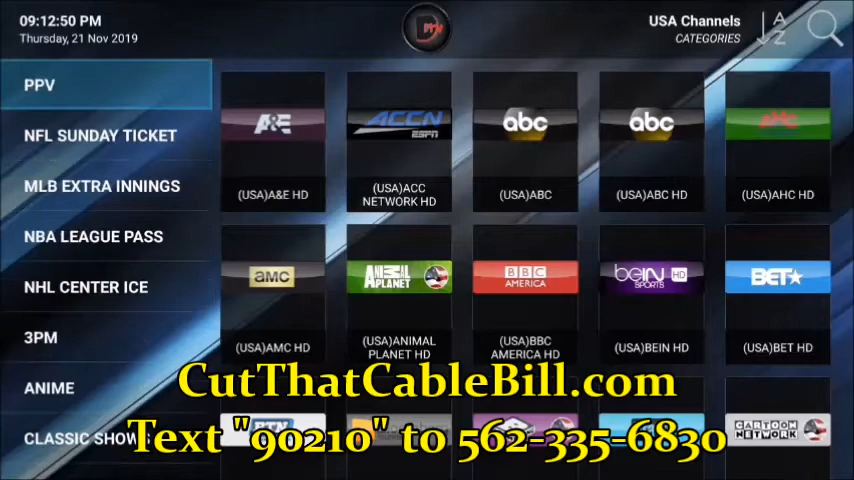 09:12:50 PM
Thursday, 21 Nov 2019
USA Channels
CATEGORIES
A
Z
PPV
NFL SUNDAY TICKET
MLB EXTRA INNINGS
NBA LEAGUE PASS
NHL CENTER ICE
3PM
ANIME
CLASSIC SHOWS
A&E
ACCN
ESPN
abc
abc
AHC
(USA)A&E HD
(USA)ACC
NETWORK HD
(USA)ABC
(USA)ABC HD
(USA)AHC HD
amc
ANIMAL
PLANET
BBC
AMERICA
beIN HD
SPORTS
BET★
(USA)AMC HD
(USA)ANIMAL
PLANET HD
(USA)BBC
AMERICA HD
(USA)BEIN HD
(USA)BET HD
BTN
CARTOON
NETWORK
CutThatCableBill.com
Text "90210" to 562-335-6830